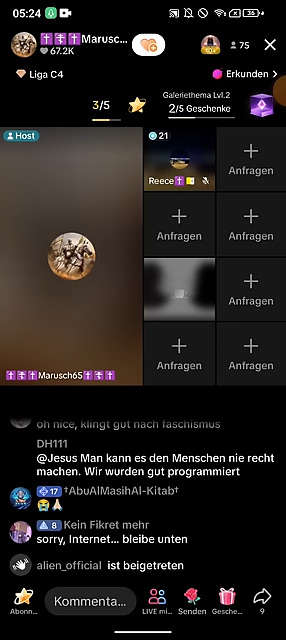 05:24
36
Marusc...
67.2K
75
Liga C4
Erkunden >
3/5
Galeriethema Lvl.2
2/5 Geschenke
Host
21
Reece
Anfragen
Anfragen
Anfragen
Anfragen
Anfragen
Anfragen
Marusch65
oh nice, klingt gut nach faschismus
DH111
@Jesus Man kann es den Menschen nie recht
machen. Wir wurden gut programmiert
17 †AbuAlMasihAl-Kitab†
😭🙏
8 Kein Fikret mehr
sorry, Internet... bleibe unten
alien_official ist beigetreten
Kommenta...
Abonn...
LIVE mi...
Senden
Gesche...
9